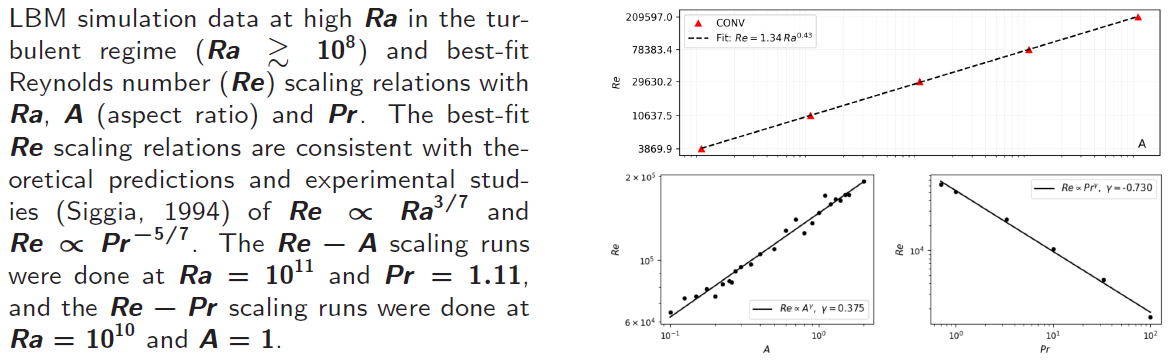 LBM simulation data at high Ra in the tur-
bulent regime (Ra ≳ 10⁸) and best-fit
Reynolds number (Re) scaling relations with
Ra, A (aspect ratio) and Pr. The best-fit
Re scaling relations are consistent with the-
oretical predictions and experimental stud-
ies (Siggia, 1994) of Re ∝ Ra^{3/7} and
Re ∝ Pr^{−5/7}. The Re − A scaling runs
were done at Ra = 10¹¹ and Pr = 1.11,
and the Re − Pr scaling runs were done at
Ra = 10¹⁰ and A = 1.
209597.0
78383.4
29630.2
10637.5
3869.9
Re
CONV
Fit: Re = 1.34 Ra^{0.43}
A
2 × 10⁵
10⁵
6 × 10⁴
Re
Re ∝ A^γ, γ = 0.375
10⁻¹
10⁰
A
10⁴
Re
Re ∝ Pr^γ, γ = -0.730
10⁰
10¹
10²
Pr